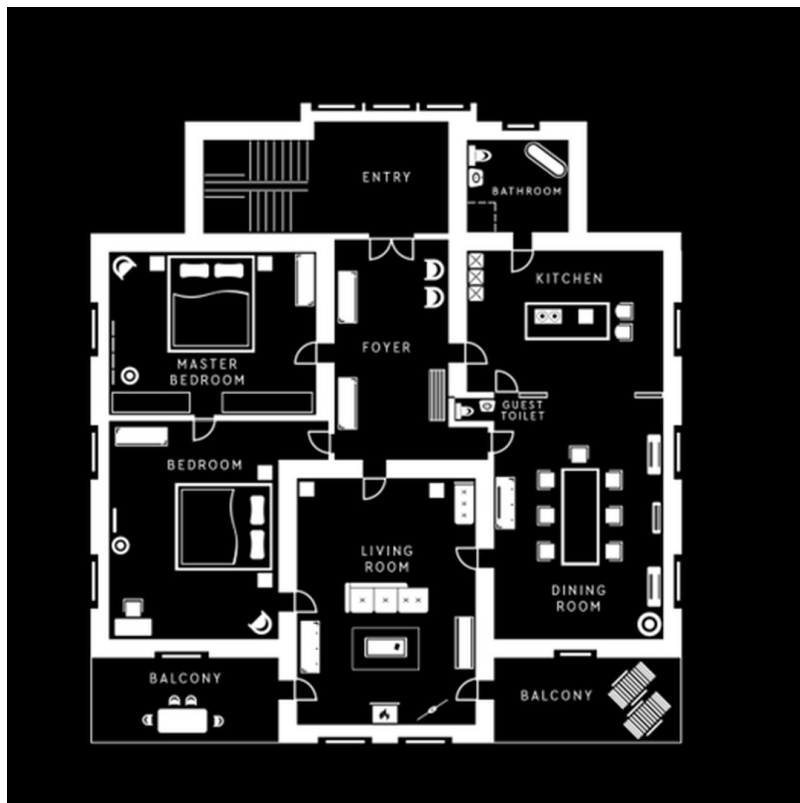 ENTRY
BATHROOM
KITCHEN
FOYER
MASTER
BEDROOM
GUEST
TOILET
BEDROOM
LIVING
ROOM
DINING
ROOM
BALCONY
BALCONY